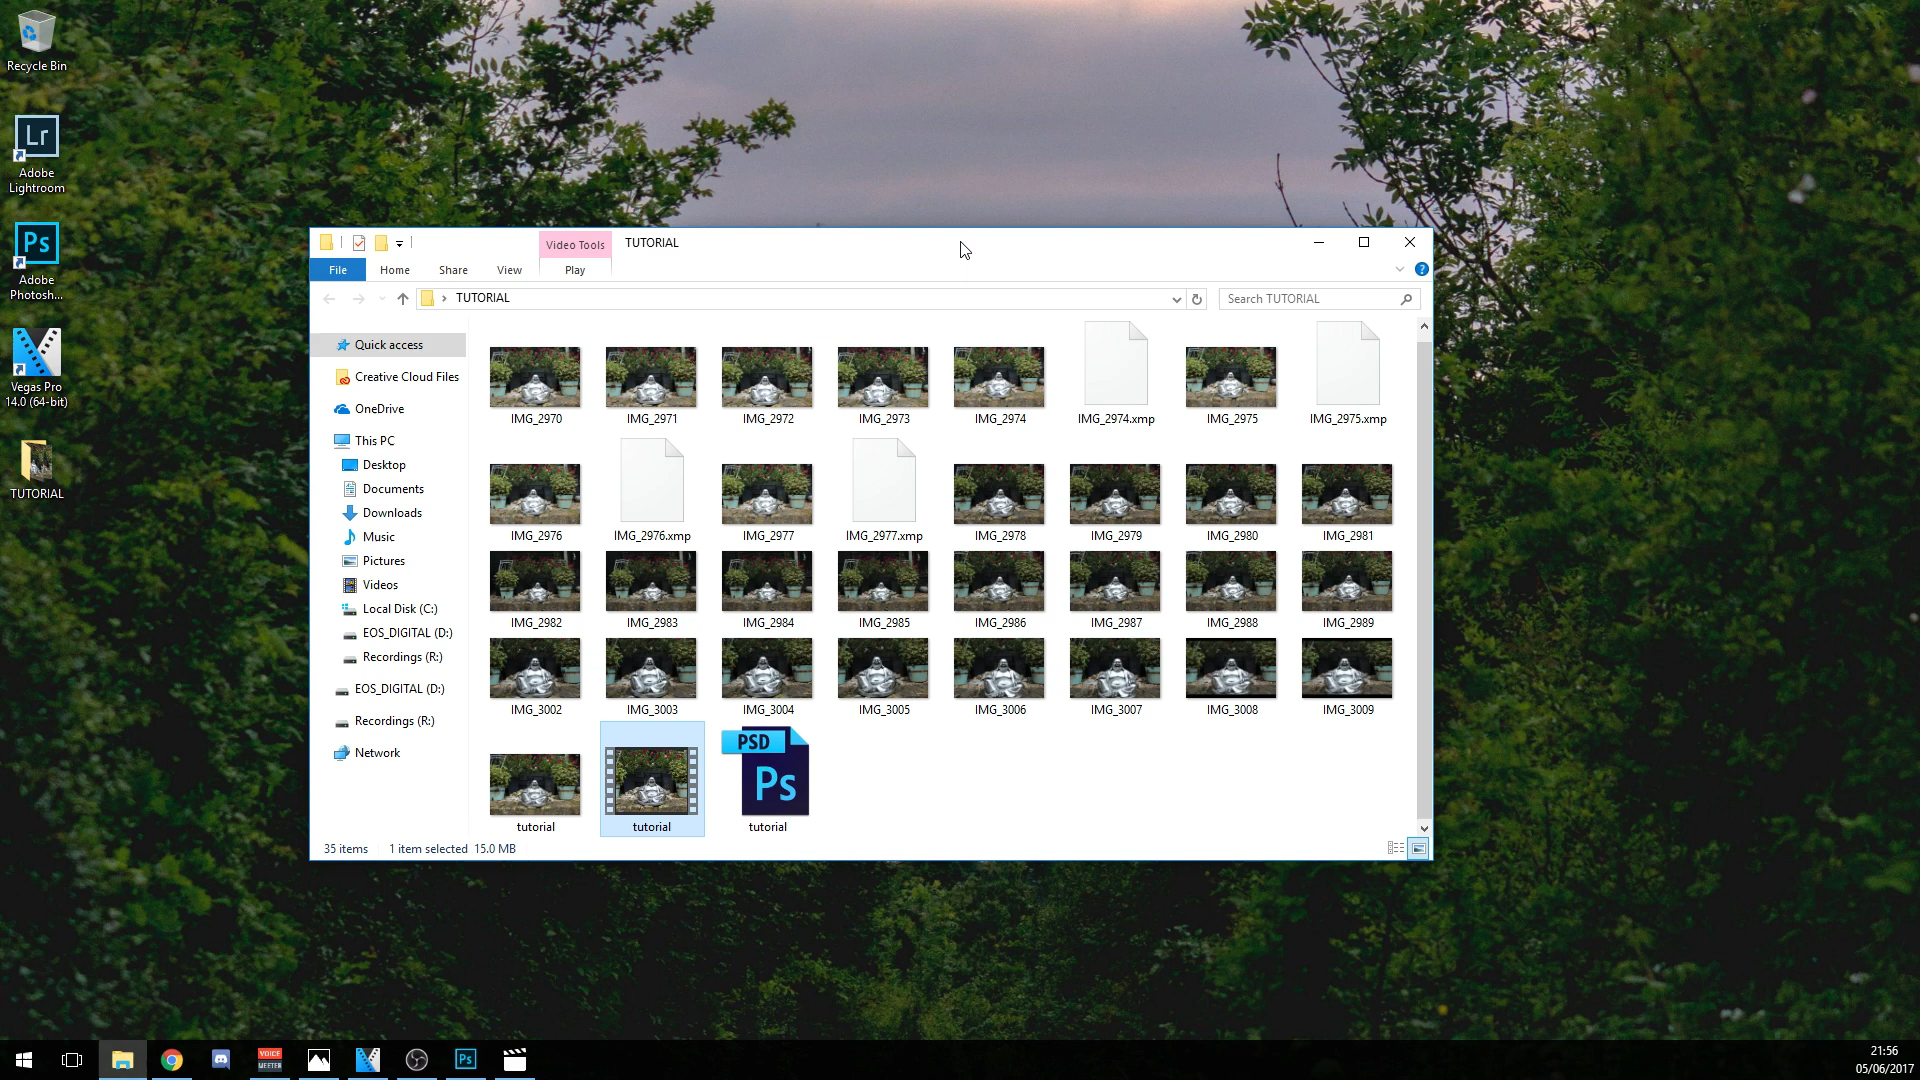 Recycle Bin
Lr
Adobe
Lightroom
Ps
Adobe
Photosh...
Vegas Pro
14.0 (64-bit)
TUTORIAL
Video Tools
TUTORIAL
File
Home
Share
View
Play
TUTORIAL
Search TUTORIAL
Quick access
Creative Cloud Files
OneDrive
This PC
Desktop
Documents
Downloads
Music
Pictures
Videos
Local Disk (C:)
EOS_DIGITAL (D:)
Recordings (R:)
EOS_DIGITAL (D:)
Recordings (R:)
Network
IMG_2970
IMG_2971
IMG_2972
IMG_2973
IMG_2974
IMG_2974.xmp
IMG_2975
IMG_2975.xmp
IMG_2976
IMG_2976.xmp
IMG_2977
IMG_2977.xmp
IMG_2978
IMG_2979
IMG_2980
IMG_2981
IMG_2982
IMG_2983
IMG_2984
IMG_2985
IMG_2986
IMG_2987
IMG_2988
IMG_2989
IMG_3002
IMG_3003
IMG_3004
IMG_3005
IMG_3006
IMG_3007
IMG_3008
IMG_3009
PSD
Ps
tutorial
tutorial
tutorial
35 items
1 item selected 15.0 MB
VOICE
MEETER
Ps
21:56
05/06/2017